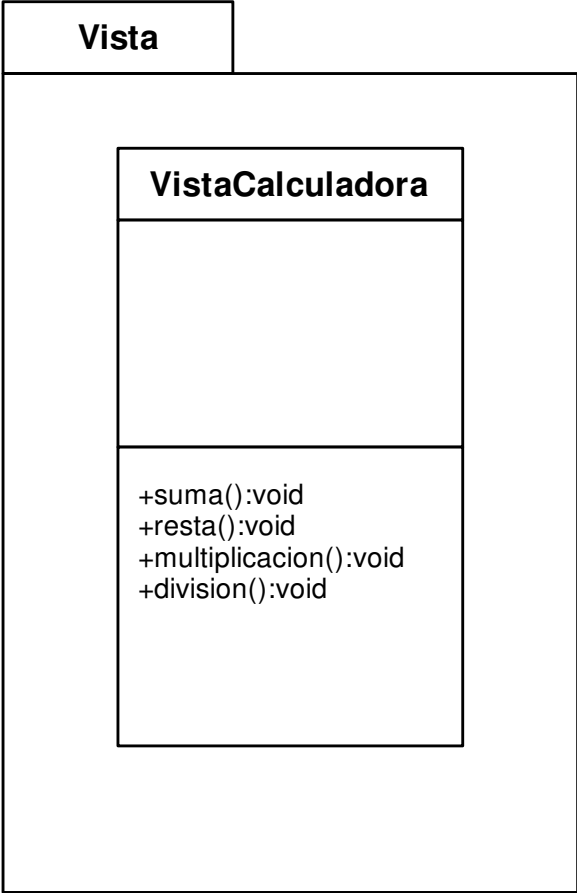 Vista
VistaCalculadora
+suma():void
+resta():void
+multiplicacion():void
+division():void